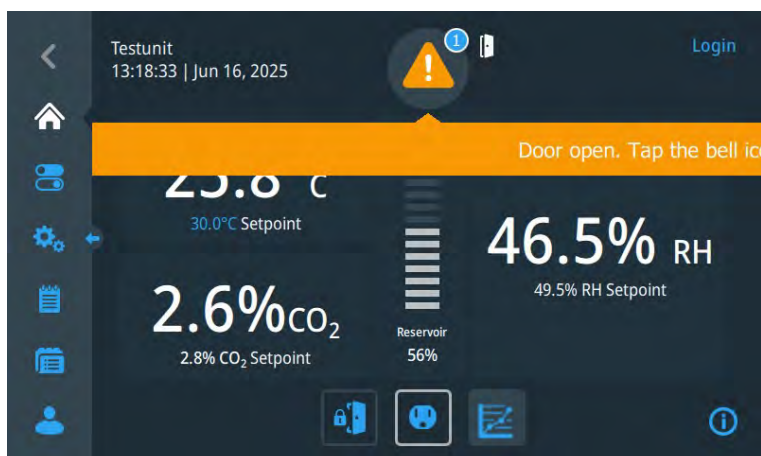 Testunit
1
Login
13:18:33 | Jun 16, 2025
Door open. Tap the bell
30.0°C Setpoint
46.5% RH
49.5% RH Setpoint
2.6%CO₂
2.8% CO₂ Setpoint
Reservoir
56%